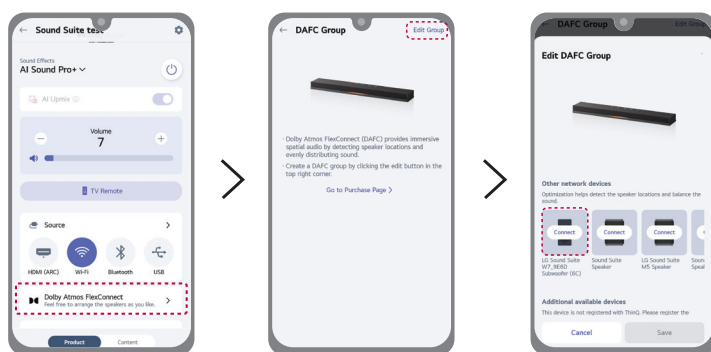 Sound Suite test
Sound Effects
AI Sound Pro+
AI Upmix
Volume
7
TV Remote
Source
HDMI (ARC)
Wi-Fi
Bluetooth
USB
Dolby Atmos FlexConnect
Feel free to arrange the speakers as you like.
Product
Content
DAFC Group
Edit Group
· Dolby Atmos FlexConnect (DAFC) provides immersive
spatial audio by detecting speaker locations and
evenly distributing sound.
· Create a DAFC group by clicking the edit button in the
top right corner.
Go to Purchase Page >
DAFC Group
Edit Group
Edit DAFC Group
Other network devices
Optimization helps detect the speaker locations and balance the
sound.
Connect
Connect
Connect
LG Sound Suite
W7_9E6D
Subwoofer (6C)
Sound Suite
Speaker
LG Sound Suite
M5 Speaker
Additional available devices
This device is not registered with ThinQ. Please register the
Cancel
Save